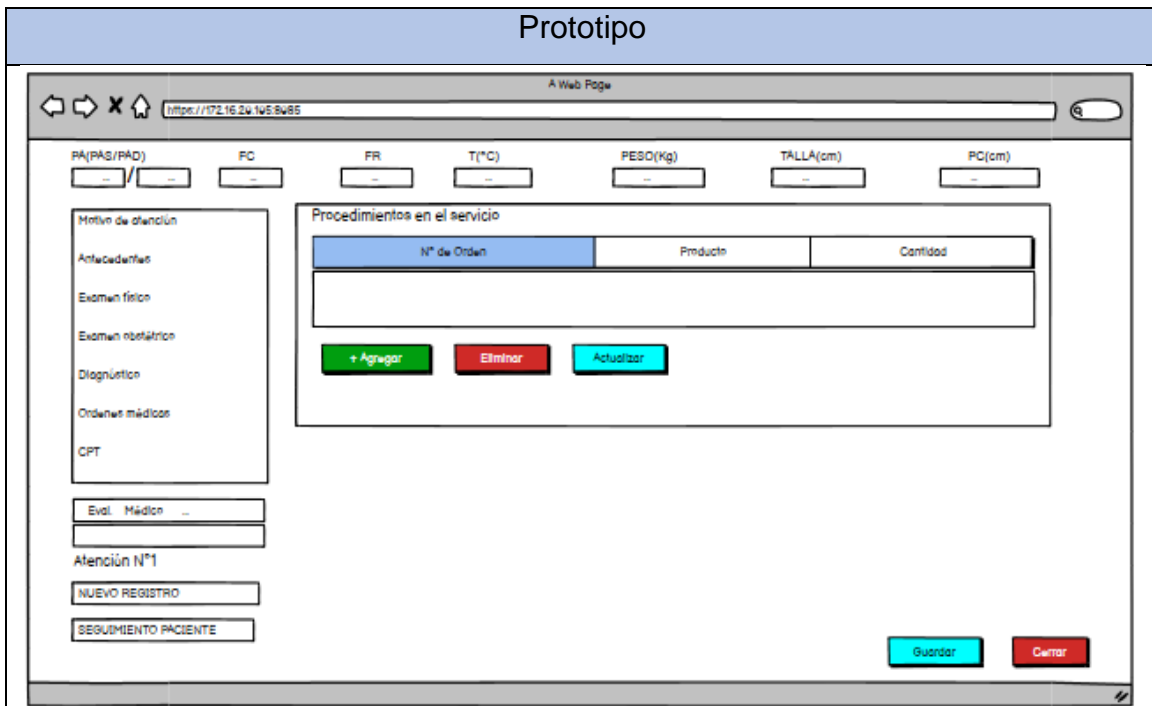 Prototipo
A Web Page
https://172.16.20.105:8085
PA(PAS/PAD) FC FR T(°C) PESO(Kg) TALLA(cm) PC(cm)
.. / .. .. .. .. .. .. ..
Motivo de atención
Antecedentes
Examen físico
Examen obstétrico
Diagnóstico
Ordenes médicas
CPT
Procedimientos en el servicio
N° de Orden Producto Cantidad
+ Agregar Eliminar Actualizar
Eval. Médico ..
Atención N°1
NUEVO REGISTRO
SEGUIMIENTO PACIENTE
Guardar Cerrar